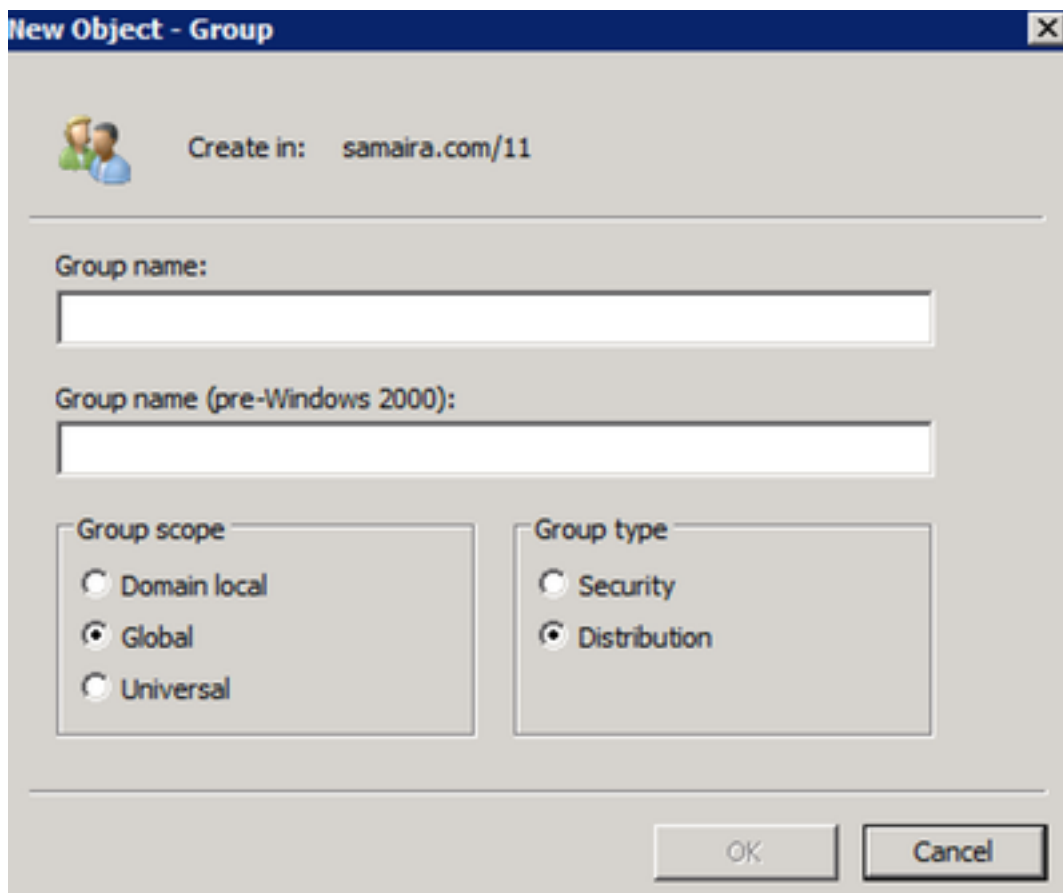 New Object - Group
Create in: samaira.com/11
Group name:
Group name (pre-Windows 2000):
Group scope
Domain local
Global
Universal
Group type
Security
Distribution
OK
Cancel